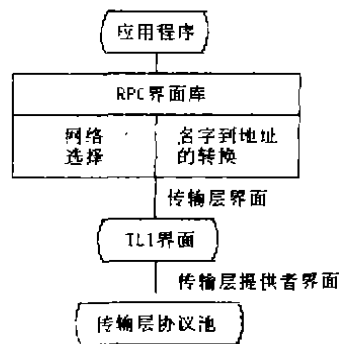 应用程序
RPC界面库
网络
选择
名字到地址
的转换
传输层界面
TLI界面
传输层提供者界面
传输层协议池